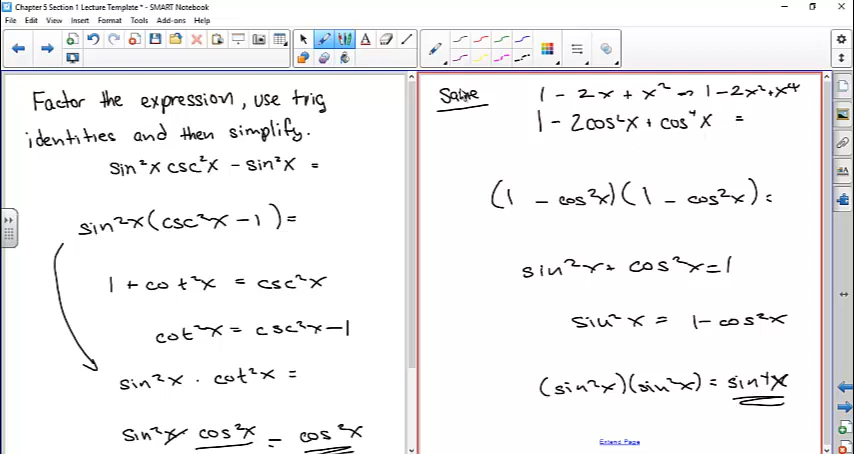 Chapter 5 Section 1 Lecture Template * - SMART Notebook
File Edit View Insert Format Tools Add-ons Help
Factor the expression, use trig
identities and then simplify.
sin²x csc²x - sin²x =
sin²x (csc²x - 1) =
1 + cot²x = csc²x
cot²x = csc²x - 1
sin²x · cot²x =
sin²x cos²x = cos²x
Same
1 - 2x + x² → 1 - 2x² + x⁴
1 - 2cos²x + cos⁴x =
(1 - cos²x)(1 - cos²x) =
sin²x + cos²x = 1
sin²x = 1 - cos²x
(sin²x)(sin²x) = sin⁴x
Extend Page